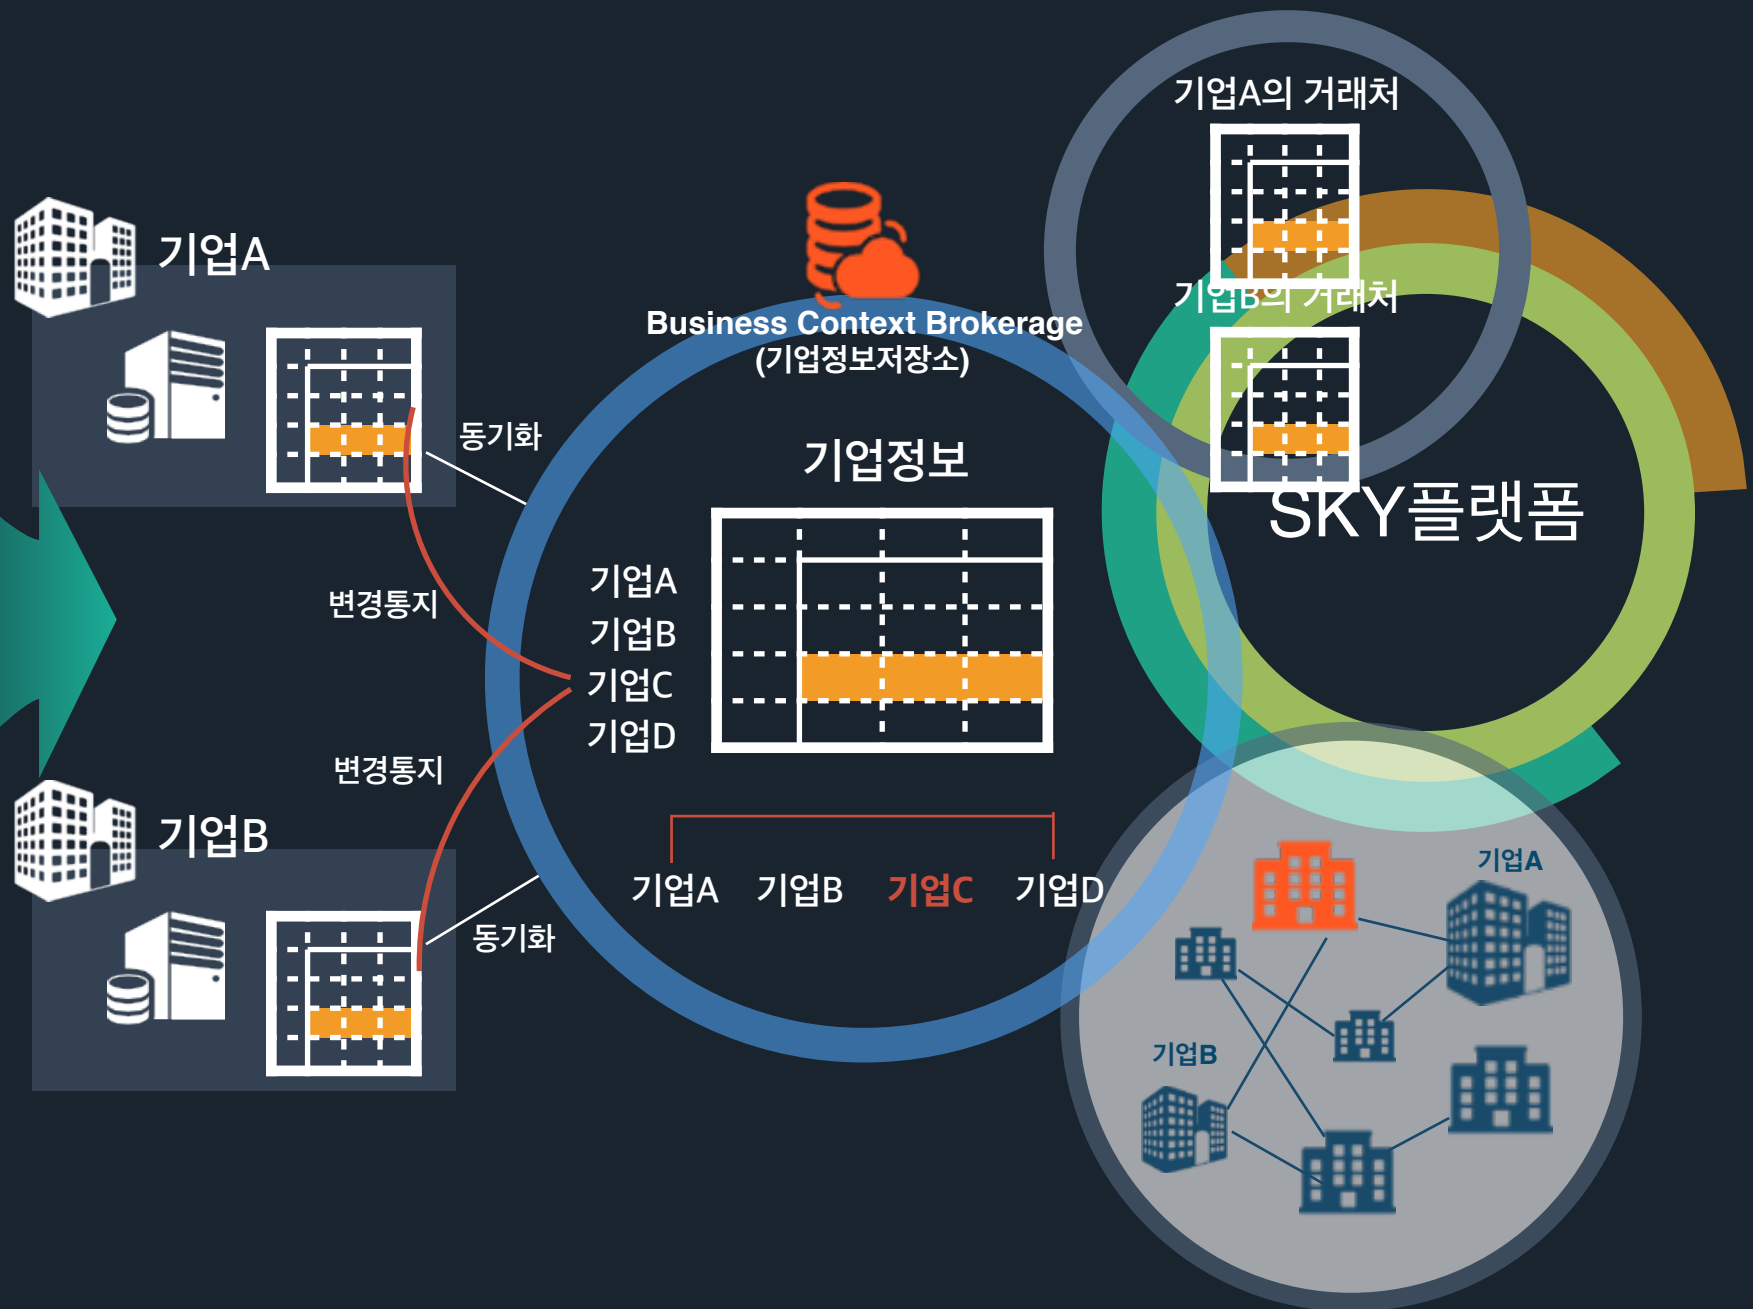 기업A의 거래처
기업B의 거래처
SKY플랫폼
기업A
동기화
변경통지
변경통지
기업B
동기화
Business Context Brokerage
(기업정보저장소)
기업정보
기업A
기업B
기업C
기업D
기업A 기업B 기업C 기업D
기업A
기업B